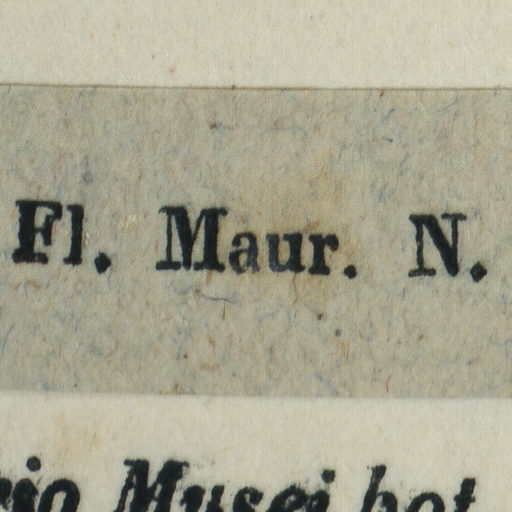 Fl. Maur. N.
Musei bot.